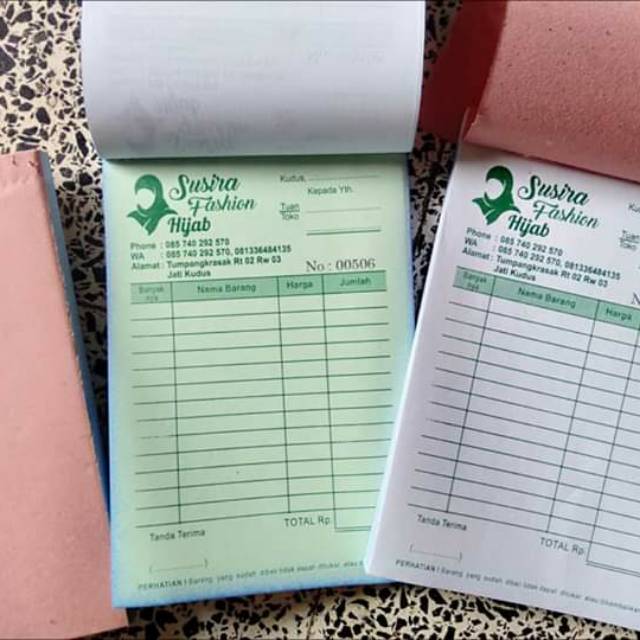 Susira
Fashion
Hijab
Kudus,
Kepada Yth.
Tuan
Toko
Phone : 085 740 292 570
WA : 085 740 292 570, 081336484135
Alamat : Tumpangkrasak Rt 02 Rw 03
Jati Kudus
No : 00506
Banyak Nama Barang Harga Jumlah
Tanda Terima
TOTAL Rp.
PERHATIAN ! Barang yang sudah dibeli tidak dapat ditukar atau
Susira
Fashion
Hijab
Tuan
Toko
Phone : 085 740 292 570
WA : 085 740 292 570, 081336484135
Alamat : Tumpangkrasak Rt 02 Rw 03
Jati Kudus
Banyak Nama Barang Harga
Tanda Terima
TOTAL Rp.
PERHATIAN ! Barang yang sudah dibeli tidak dapat ditukar atau